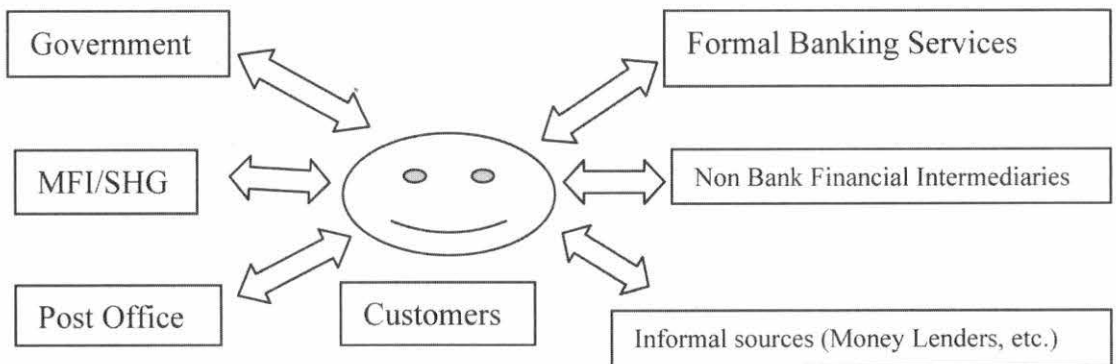 Government
Formal Banking Services
MFI/SHG
Non Bank Financial Intermediaries
Post Office
Customers
Informal sources (Money Lenders, etc.)